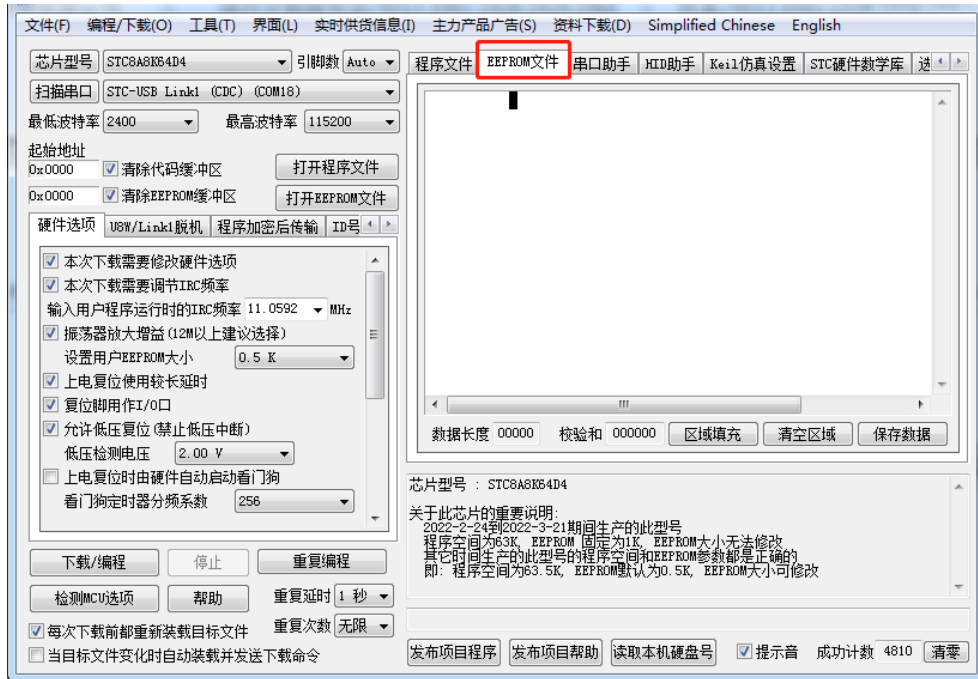 文件(F) 编程/下载(O) 工具(T) 界面(L) 实时供货信息(I) 主力产品广告(S) 资料下载(D) Simplified Chinese English
芯片型号 STC8A8K64D4 引脚数 Auto
扫描串口 STC-USB Link1 (CDC) (COM18)
最低波特率 2400 最高波特率 115200
起始地址
0x0000 清除代码缓冲区 打开程序文件
0x0000 清除EEPROM缓冲区 打开EEPROM文件
硬件选项 U8W/Link1脱机 程序加密后传输 ID号
本次下载需要修改硬件选项
本次下载需要调节IRC频率
输入用户程序运行时的IRC频率 11.0592 MHz
振荡器放大增益(12M以上建议选择)
设置用户EEPROM大小 0.5 K
上电复位使用较长延时
复位脚用作I/O口
允许低压复位(禁止低压中断)
低压检测电压 2.00 V
上电复位时由硬件自动启动看门狗
看门狗定时器分频系数 256
下载/编程 停止 重复编程
检测MCU选项 帮助 重复延时 1 秒
每次下载前都重新装载目标文件 重复次数 无限
当目标文件变化时自动装载并发送下载命令
程序文件 EEPROM文件 串口助手 HID助手 Keil仿真设置 STC硬件数学库 选
数据长度 00000 校验和 000000 区域填充 清空区域 保存数据
芯片型号 : STC8A8K64D4
关于此芯片的重要说明:
2022-2-24到2022-3-21期间生产的此型号
程序空间为63K, EEPROM 固定为1K, EEPROM大小无法修改
其它时间生产的此型号的程序空间和EEPROM参数都是正确的
即: 程序空间为63.5K, EEPROM默认为0.5K, EEPROM大小可修改
发布项目程序 发布项目帮助 读取本机硬盘号 提示音 成功计数 4810 清零